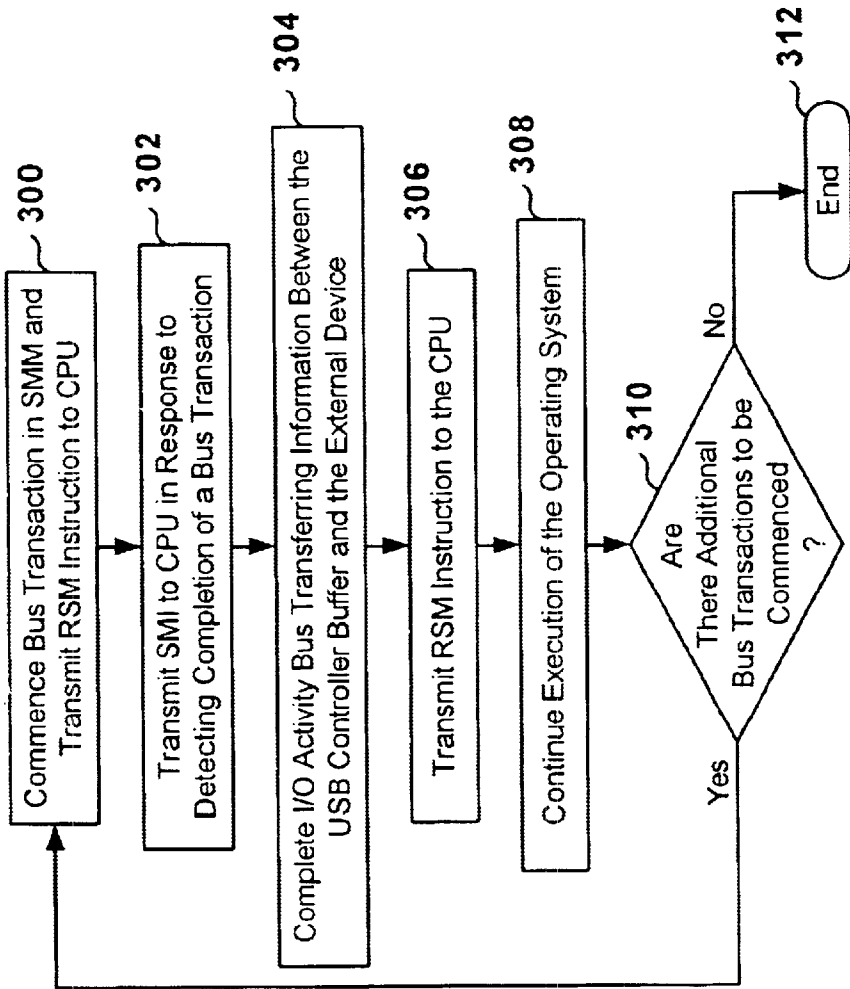 Commence Bus Transaction in SMM and
Transmit RSM Instruction to CPU
300
Transmit SMI to CPU in Response to
Detecting Completion of a Bus Transaction
302
Complete I/O Activity Bus Transferring Information Between the
USB Controller Buffer and the External Device
304
Transmit RSM Instruction to the CPU
306
Continue Execution of the Operating System
308
Are
There Additional
Bus Transactions to be
Commenced
?
310
Yes
No
End
312